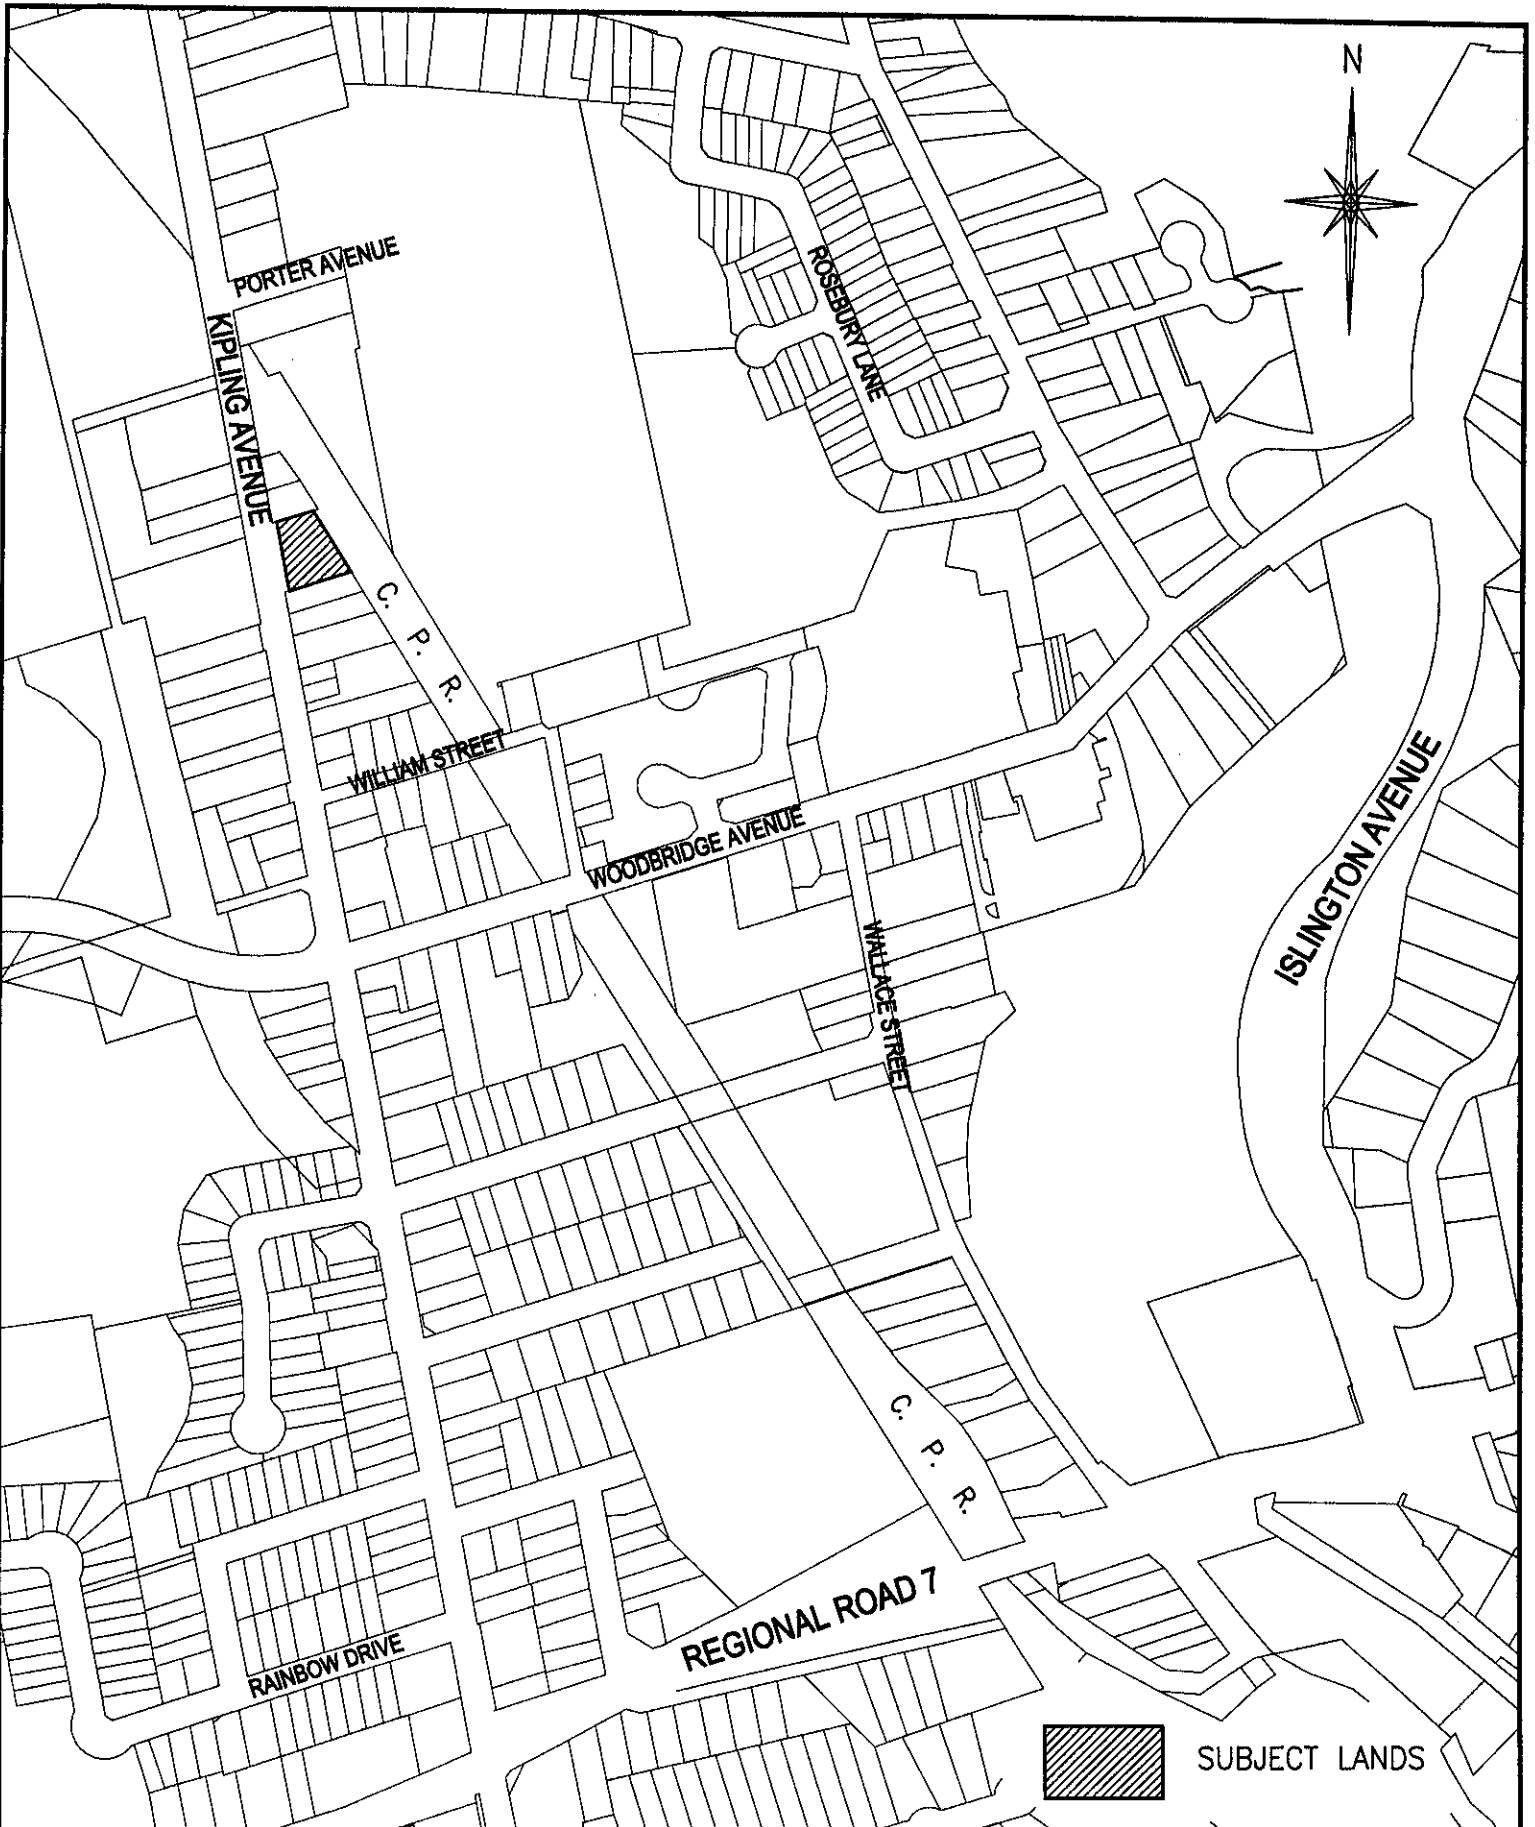 N
PORTER AVENUE
KIPLING AVENUE
ROSEBURY LANE
C. P. R.
WILLIAM STREET
WOODBRIDGE AVENUE
ISLINGTON AVENUE
WALLACE STREET
C. P. R.
REGIONAL ROAD 7
RAINBOW DRIVE
SUBJECT LANDS